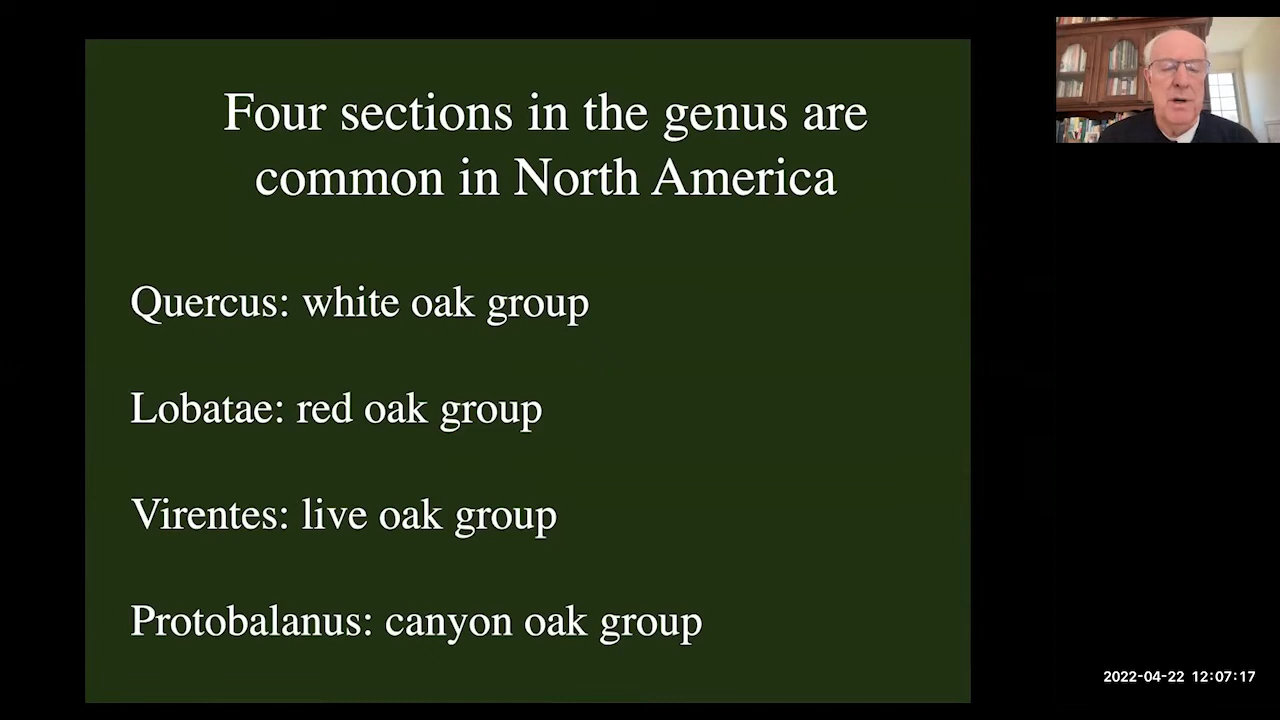 Four sections in the genus are
common in North America
Quercus: white oak group
Lobatae: red oak group
Virentes: live oak group
Protobalanus: canyon oak group
2022-04-22 12:07:17